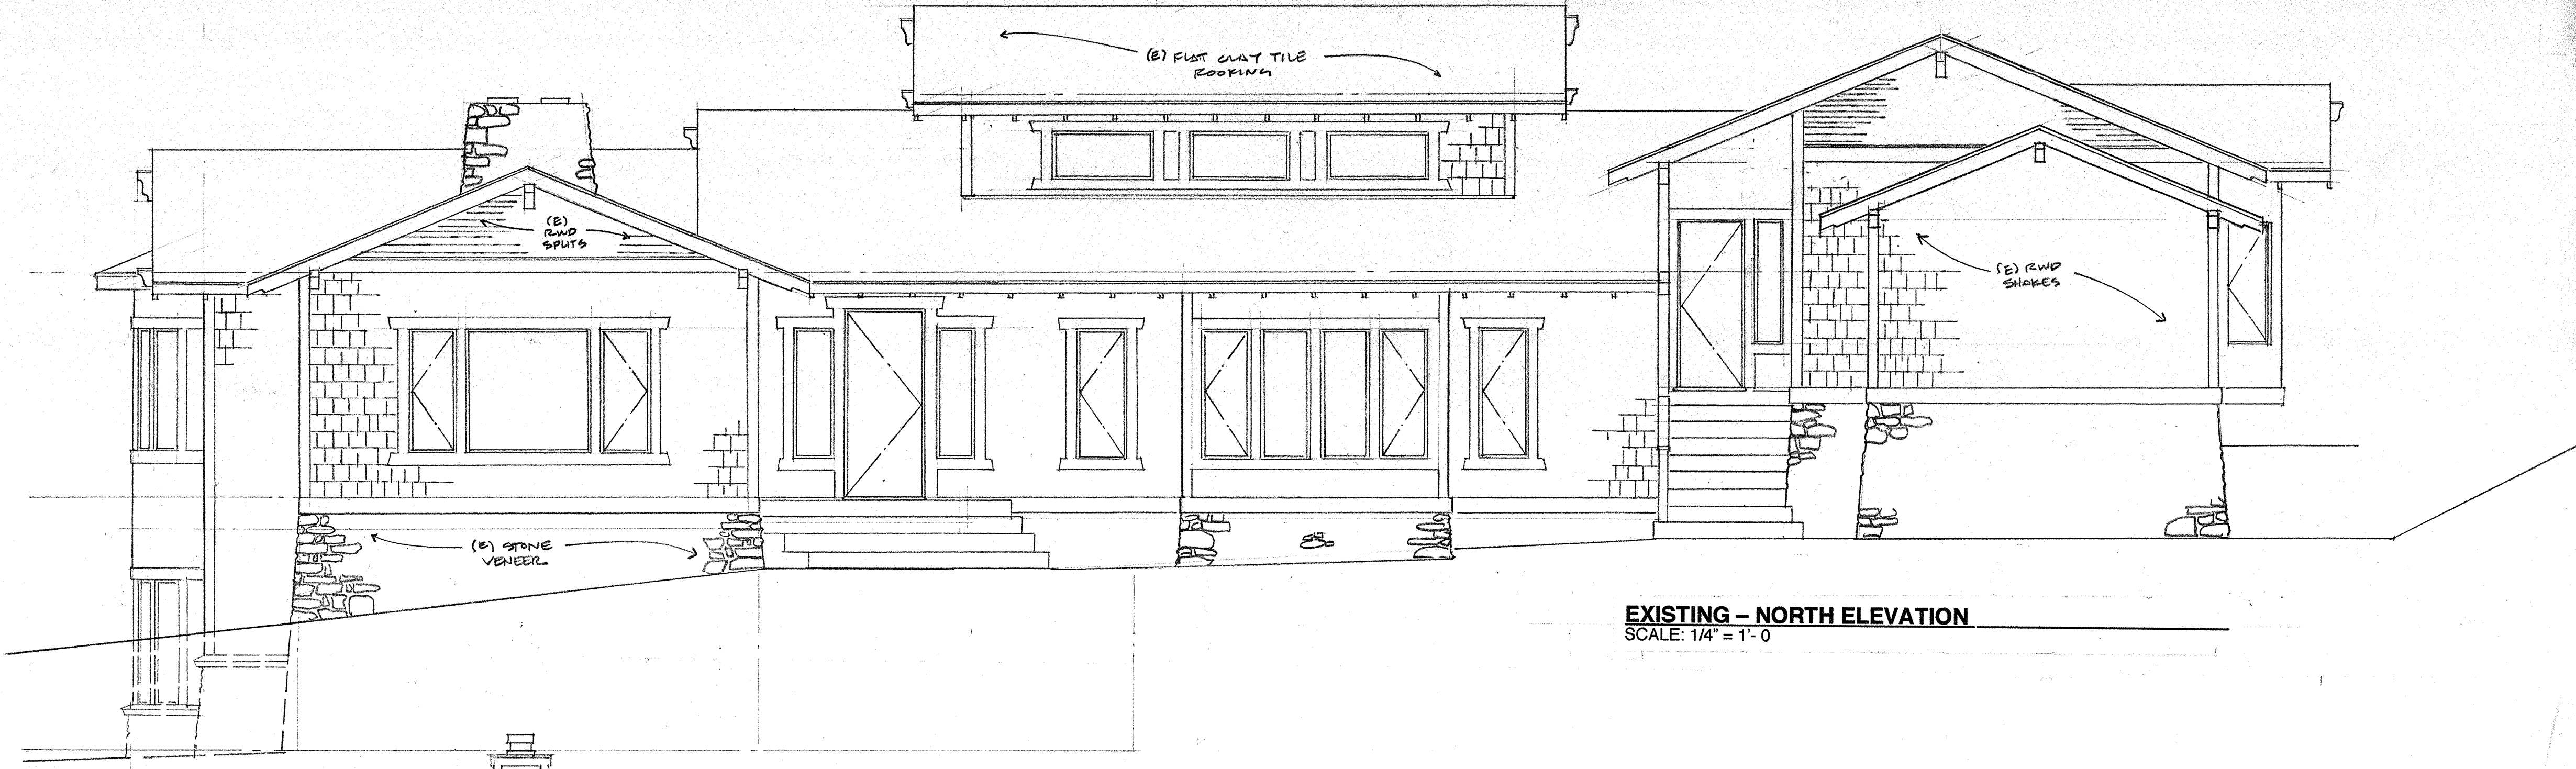 (E) FLAT CLAY TILE
ROOFING
(E)
RWD
SPLITS
(E) RWD
SHAKES
(E) STONE
VENEER
EXISTING – NORTH ELEVATION
SCALE: 1/4" = 1'- 0